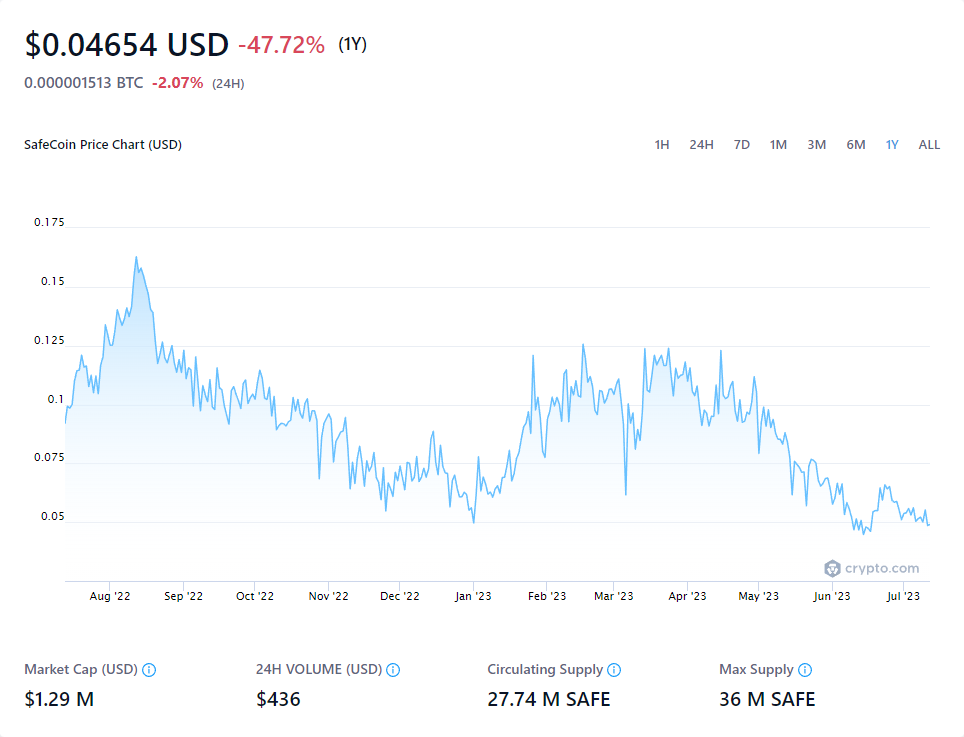 $0.04654 USD -47.72% (1Y)
0.000001513 BTC -2.07% (24H)
SafeCoin Price Chart (USD) 1H 24H 7D 1M 3M 6M 1Y ALL
0.175
0.15
0.125
0.1
0.075
0.05
crypto.com
Aug '22 Sep '22 Oct '22 Nov '22 Dec '22 Jan '23 Feb '23 Mar '23 Apr '23 May '23 Jun '23 Jul '23
Market Cap (USD) 24H VOLUME (USD) Circulating Supply Max Supply
$1.29 M $436 27.74 M SAFE 36 M SAFE